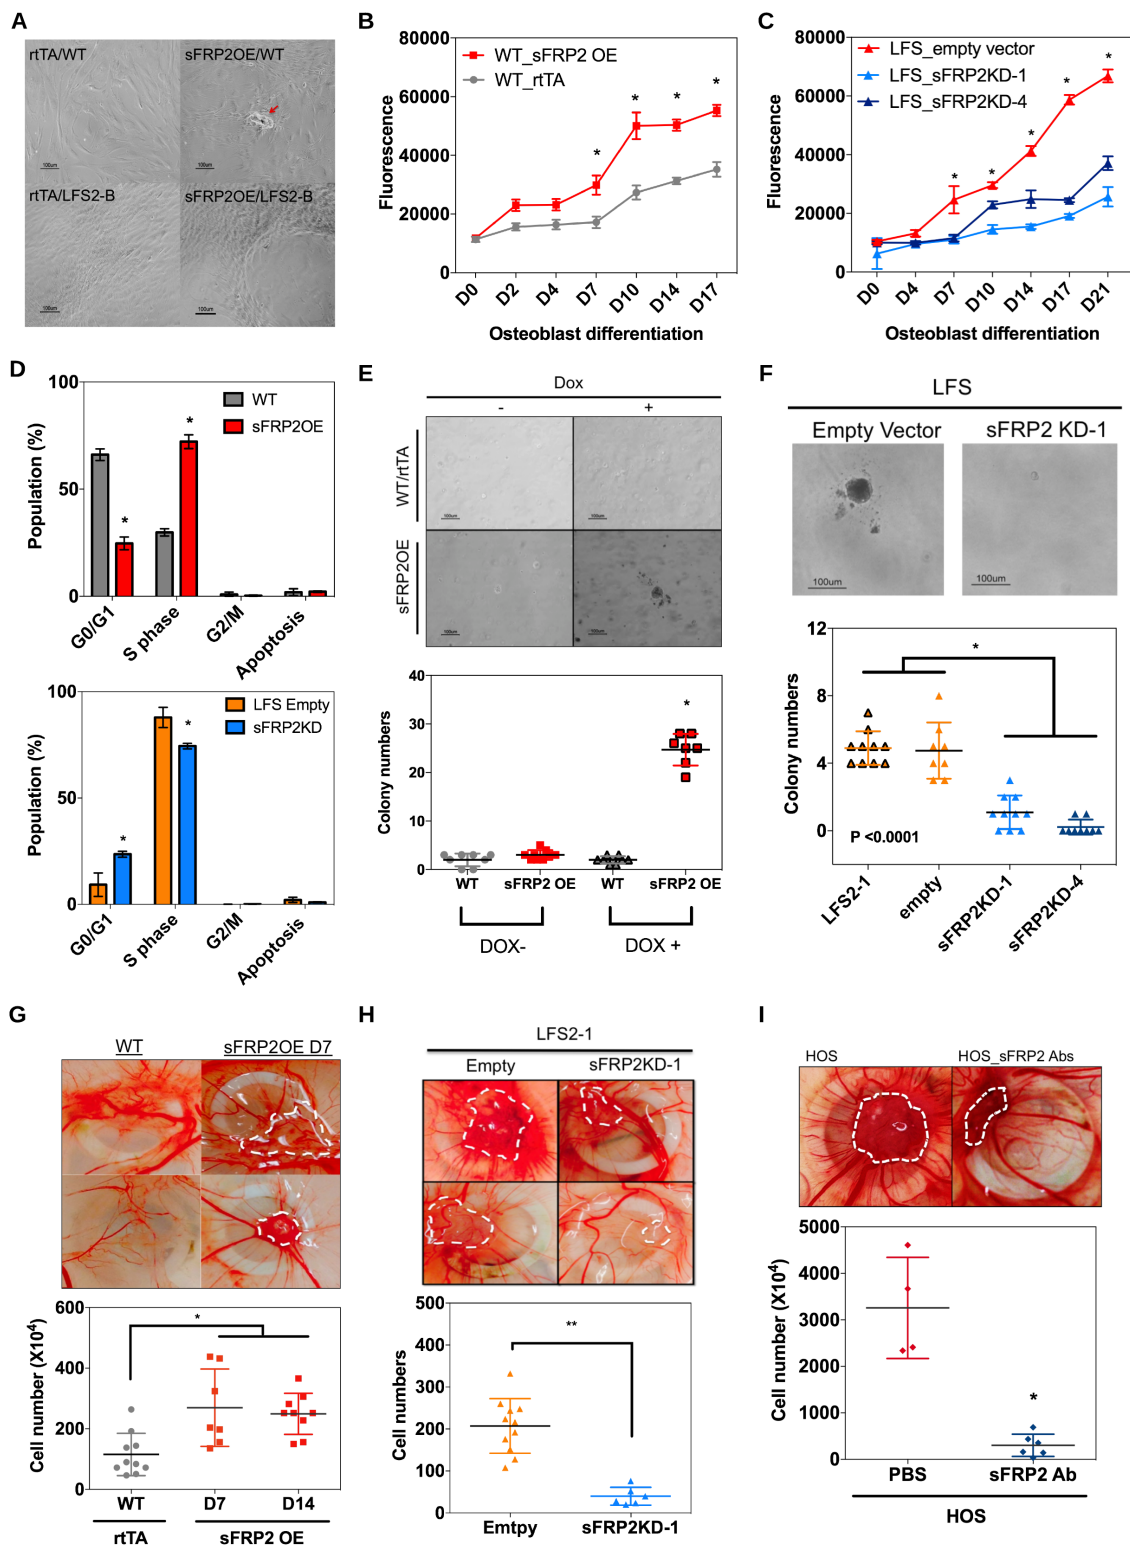 A
rtTA/WT
sFRP2OE/WT
100um
100um
rtTA/LFS2-B
sFRP2OE/LFS2-B
100um
100um
B
80000
60000
40000
20000
0
Fluorescence
WT_sFRP2 OE
WT_rtTA
*
*
*
*
D0
D2
D4
D7
D10
D14
D17
Osteoblast differentiation
C
80000
60000
40000
20000
0
Fluorescence
LFS_empty vector
LFS_sFRP2KD-1
LFS_sFRP2KD-4
*
*
*
*
*
D0
D4
D7
D10
D14
D17
D21
Osteoblast differentiation
D
100
50
0
Population (%)
WT
sFRP2OE
*
*
G0/G1
S phase
G2/M
Apoptosis
100
50
0
Population (%)
LFS Empty
sFRP2KD
*
*
G0/G1
S phase
G2/M
Apoptosis
E
Dox
-
+
WT/rtTA
sFRP2OE
100um
100um
100um
100um
40
30
20
10
0
Colony numbers
*
WT
sFRP2 OE
WT
sFRP2 OE
DOX-
DOX +
F
LFS
Empty Vector
sFRP2 KD-1
100um
100um
12
8
4
0
Colony numbers
*
P <0.0001
LFS2-1
empty
sFRP2KD-1
sFRP2KD-4
G
WT
sFRP2OE D7
600
400
200
0
Cell number (X10⁴)
*
WT
D7
D14
rtTA
sFRP2 OE
H
LFS2-1
Empty
sFRP2KD-1
500
400
300
200
100
0
Cell numbers
**
Emtpy
sFRP2KD-1
I
HOS
HOS_sFRP2 Abs
5000
4000
3000
2000
1000
0
Cell number (X10⁴)
*
PBS
sFRP2 Ab
HOS